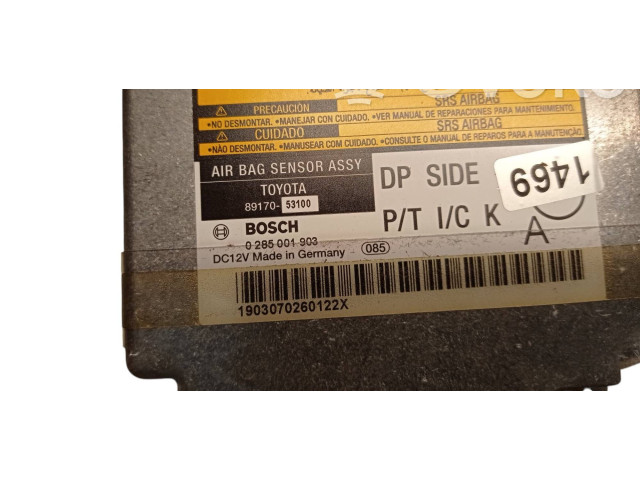 SRS AIRBAG
PRECAUCIÓN
•NO DESMONTAR. •MANEJAR CON CUIDADO. •VER MANUAL DE REPARACIONES PARA MANTENIMIENTO.
CUIDADO SRS AIRBAG
•NÃO DESMONTAR. •MANUSEAR COM CUIDADO. •CONSULTE O MANUAL DE REPAROS PARA A MANUTENÇÃO.
AIR BAG SENSOR ASSY
TOYOTA
89170- 53100
DP SIDE
1469
P/T I/C K
A
BOSCH
0 285 001 903
DC12V Made in Germany
085
1903070260122X